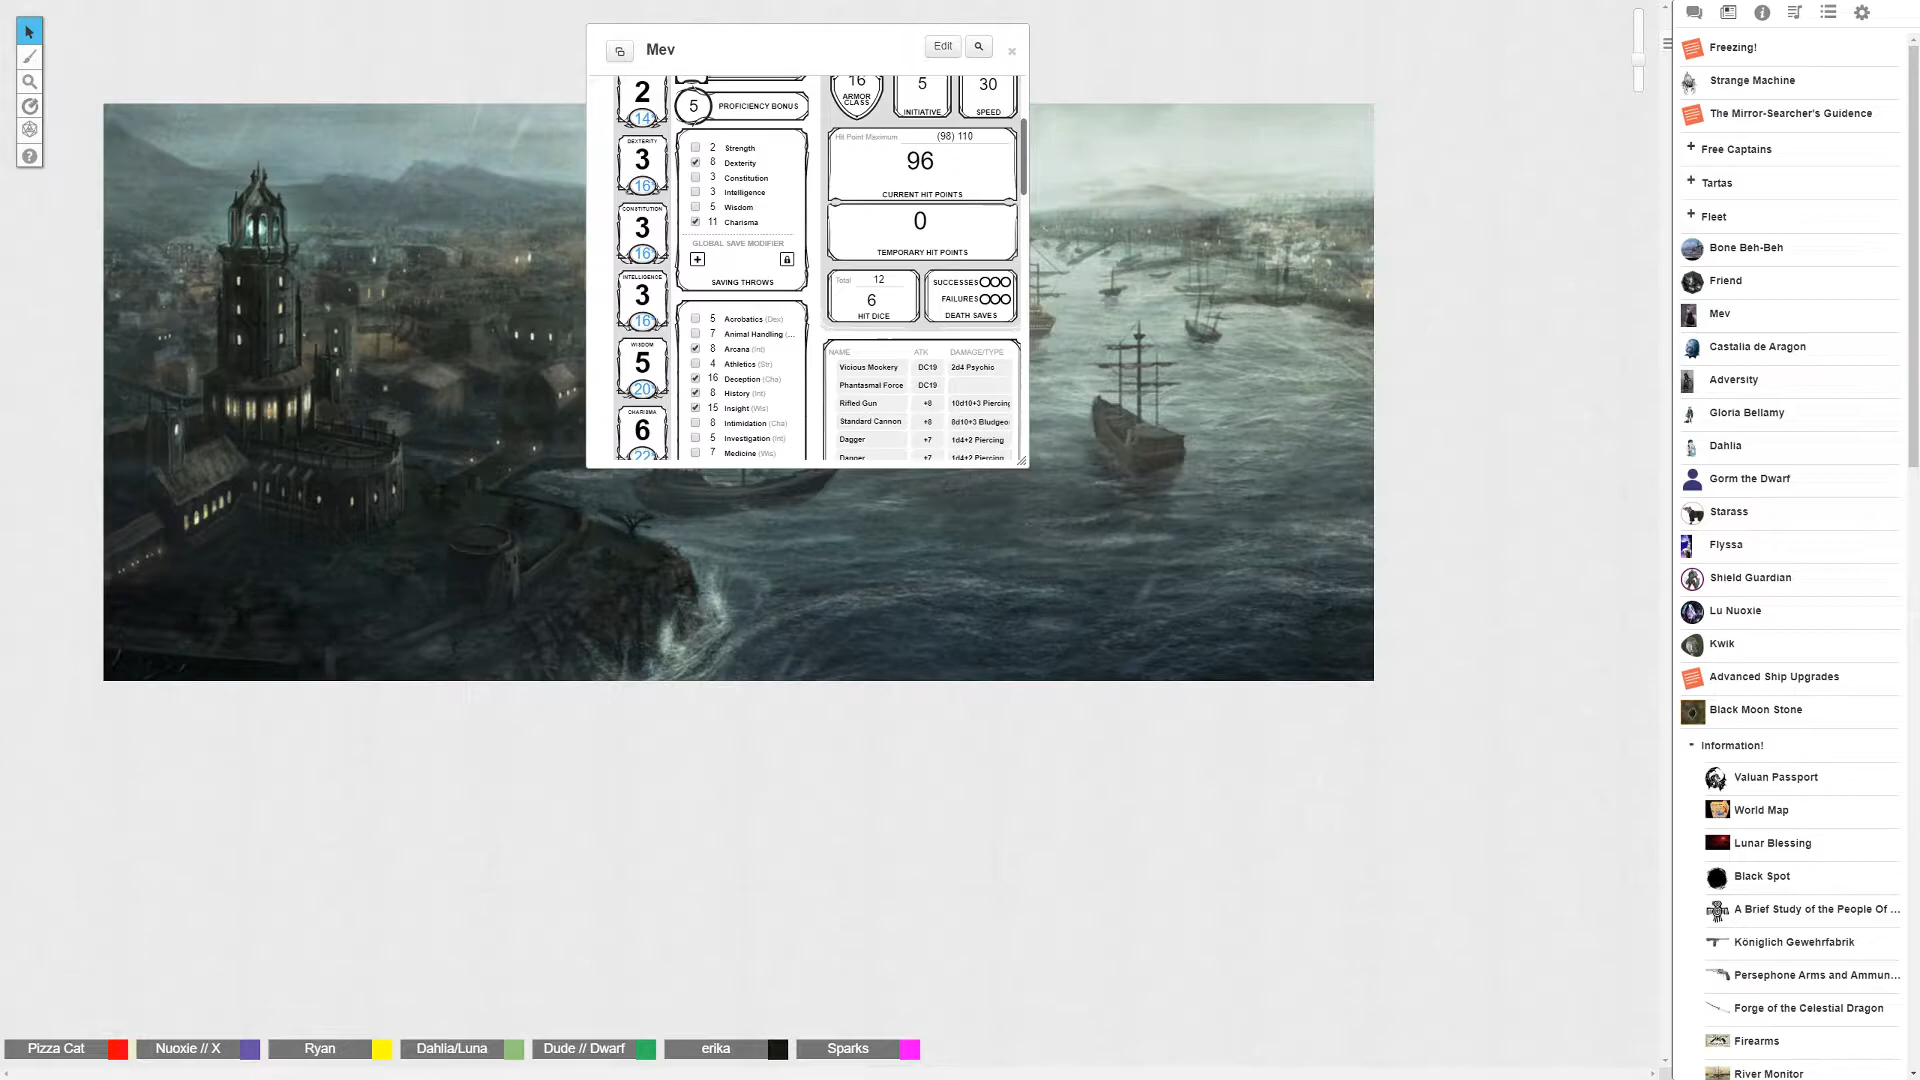 Mev
Edit
2
14
5
PROFICIENCY BONUS
16
ARMOR
CLASS
5
INITIATIVE
30
SPEED
DEXTERITY
3
16
CONSTITUTION
3
16
INTELLIGENCE
3
16
WISDOM
5
20
CHARISMA
6
22
2 Strength
8 Dexterity
3 Constitution
3 Intelligence
5 Wisdom
11 Charisma
GLOBAL SAVE MODIFIER
SAVING THROWS
5 Acrobatics (Dex)
7 Animal Handling (...
8 Arcana (Int)
4 Athletics (Str)
16 Deception (Cha)
8 History (Int)
15 Insight (Wis)
8 Intimidation (Cha)
5 Investigation (Int)
7 Medicine (Wis)
Hit Point Maximum (98) 110
96
CURRENT HIT POINTS
0
TEMPORARY HIT POINTS
Total 12
6
HIT DICE
SUCCESSES
FAILURES
DEATH SAVES
NAME ATK DAMAGE/TYPE
Vicious Mockery DC19 2d4 Psychic
Phantasmal Force DC19
Rifled Gun +8 10d10+3 Piercing
Standard Cannon +8 8d10+3 Bludgeo
Dagger +7 1d4+2 Piercing
Dagger +7 1d4+2 Piercing
Freezing!
Strange Machine
The Mirror-Searcher's Guidence
+ Free Captains
+ Tartas
+ Fleet
Bone Beh-Beh
Friend
Mev
Castalia de Aragon
Adversity
Gloria Bellamy
Dahlia
Gorm the Dwarf
Starass
Flyssa
Shield Guardian
Lu Nuoxie
Kwik
Advanced Ship Upgrades
Black Moon Stone
- Information!
Valuan Passport
World Map
Lunar Blessing
Black Spot
A Brief Study of the People Of ...
Königlich Gewehrfabrik
Persephone Arms and Ammun...
Forge of the Celestial Dragon
Firearms
River Monitor
Pizza Cat
Nuoxie // X
Ryan
Dahlia/Luna
Dude // Dwarf
erika
Sparks